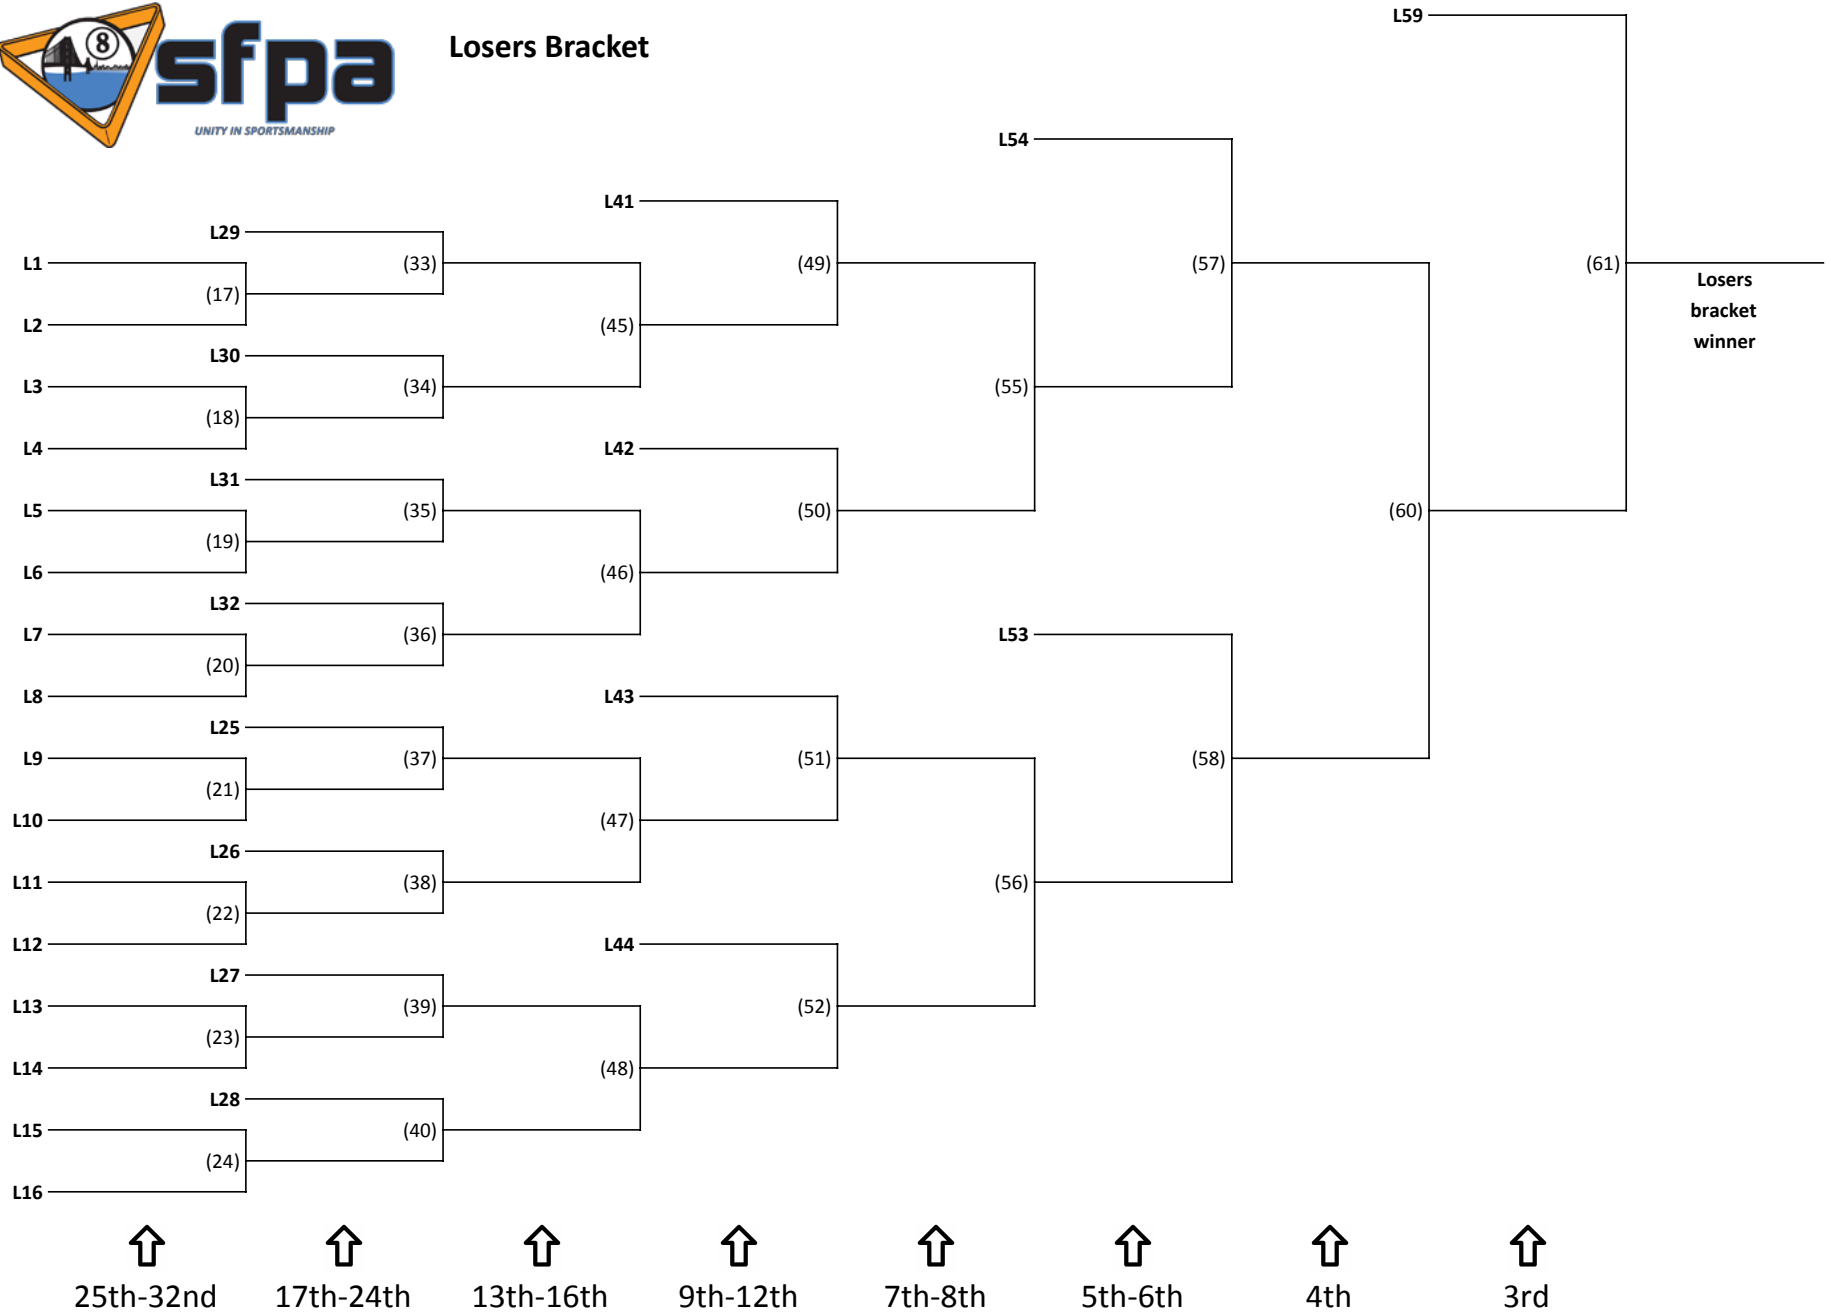 8
sfpa
UNITY IN SPORTSMANSHIP
Losers Bracket
L59
L54
L41
L29
L1
(33)
(49)
(57)
(61)
Losers
bracket
winner
(17)
L2
(45)
L30
L3
(34)
(55)
(18)
L4
L42
L31
L5
(35)
(50)
(60)
(19)
L6
(46)
L32
L7
(36)
L53
(20)
L8
L43
L25
L9
(37)
(51)
(58)
(21)
L10
(47)
L26
L11
(38)
(56)
(22)
L12
L44
L27
L13
(39)
(52)
(23)
L14
(48)
L28
L15
(40)
(24)
L16
25th-32nd 17th-24th 13th-16th 9th-12th 7th-8th 5th-6th 4th 3rd